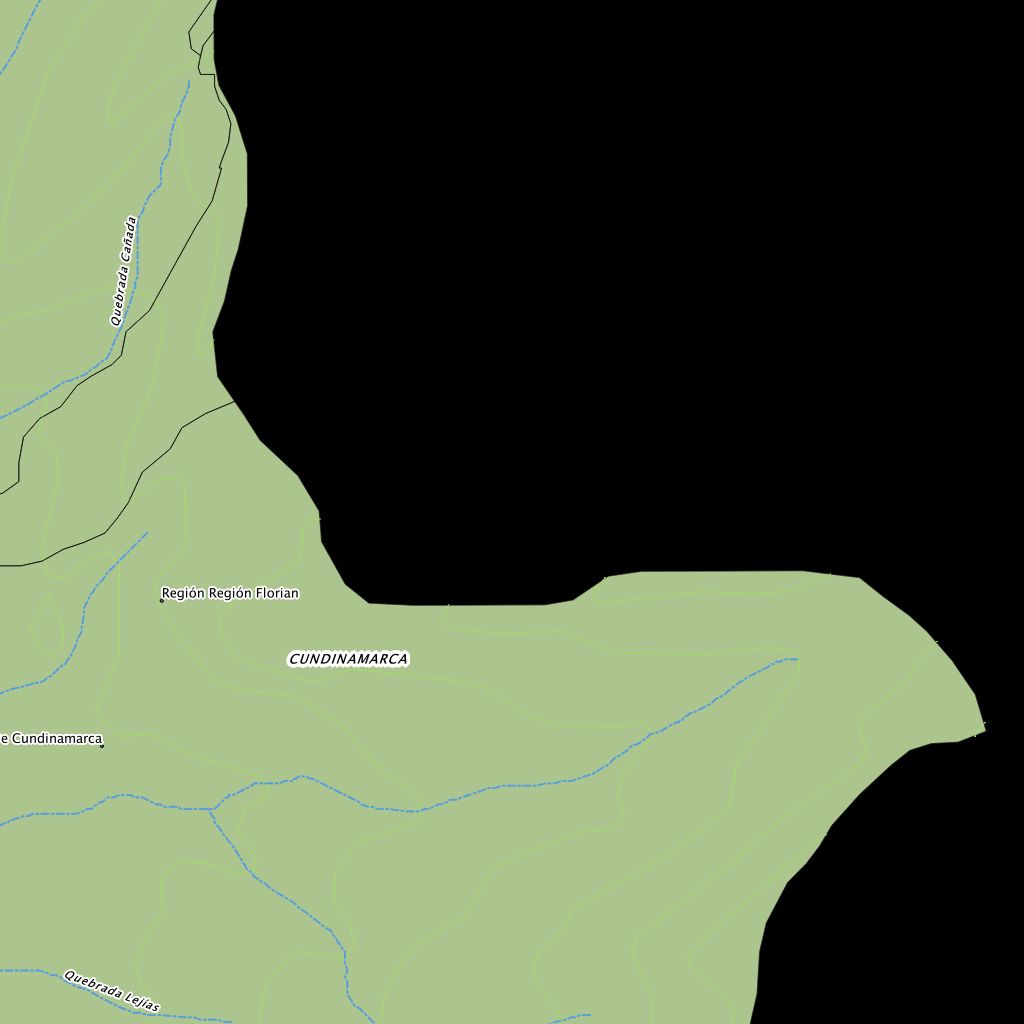 Quebrada Cañada
Región Región Florian
CUNDINAMARCA
e Cundinamarca
Quebrada Lejías